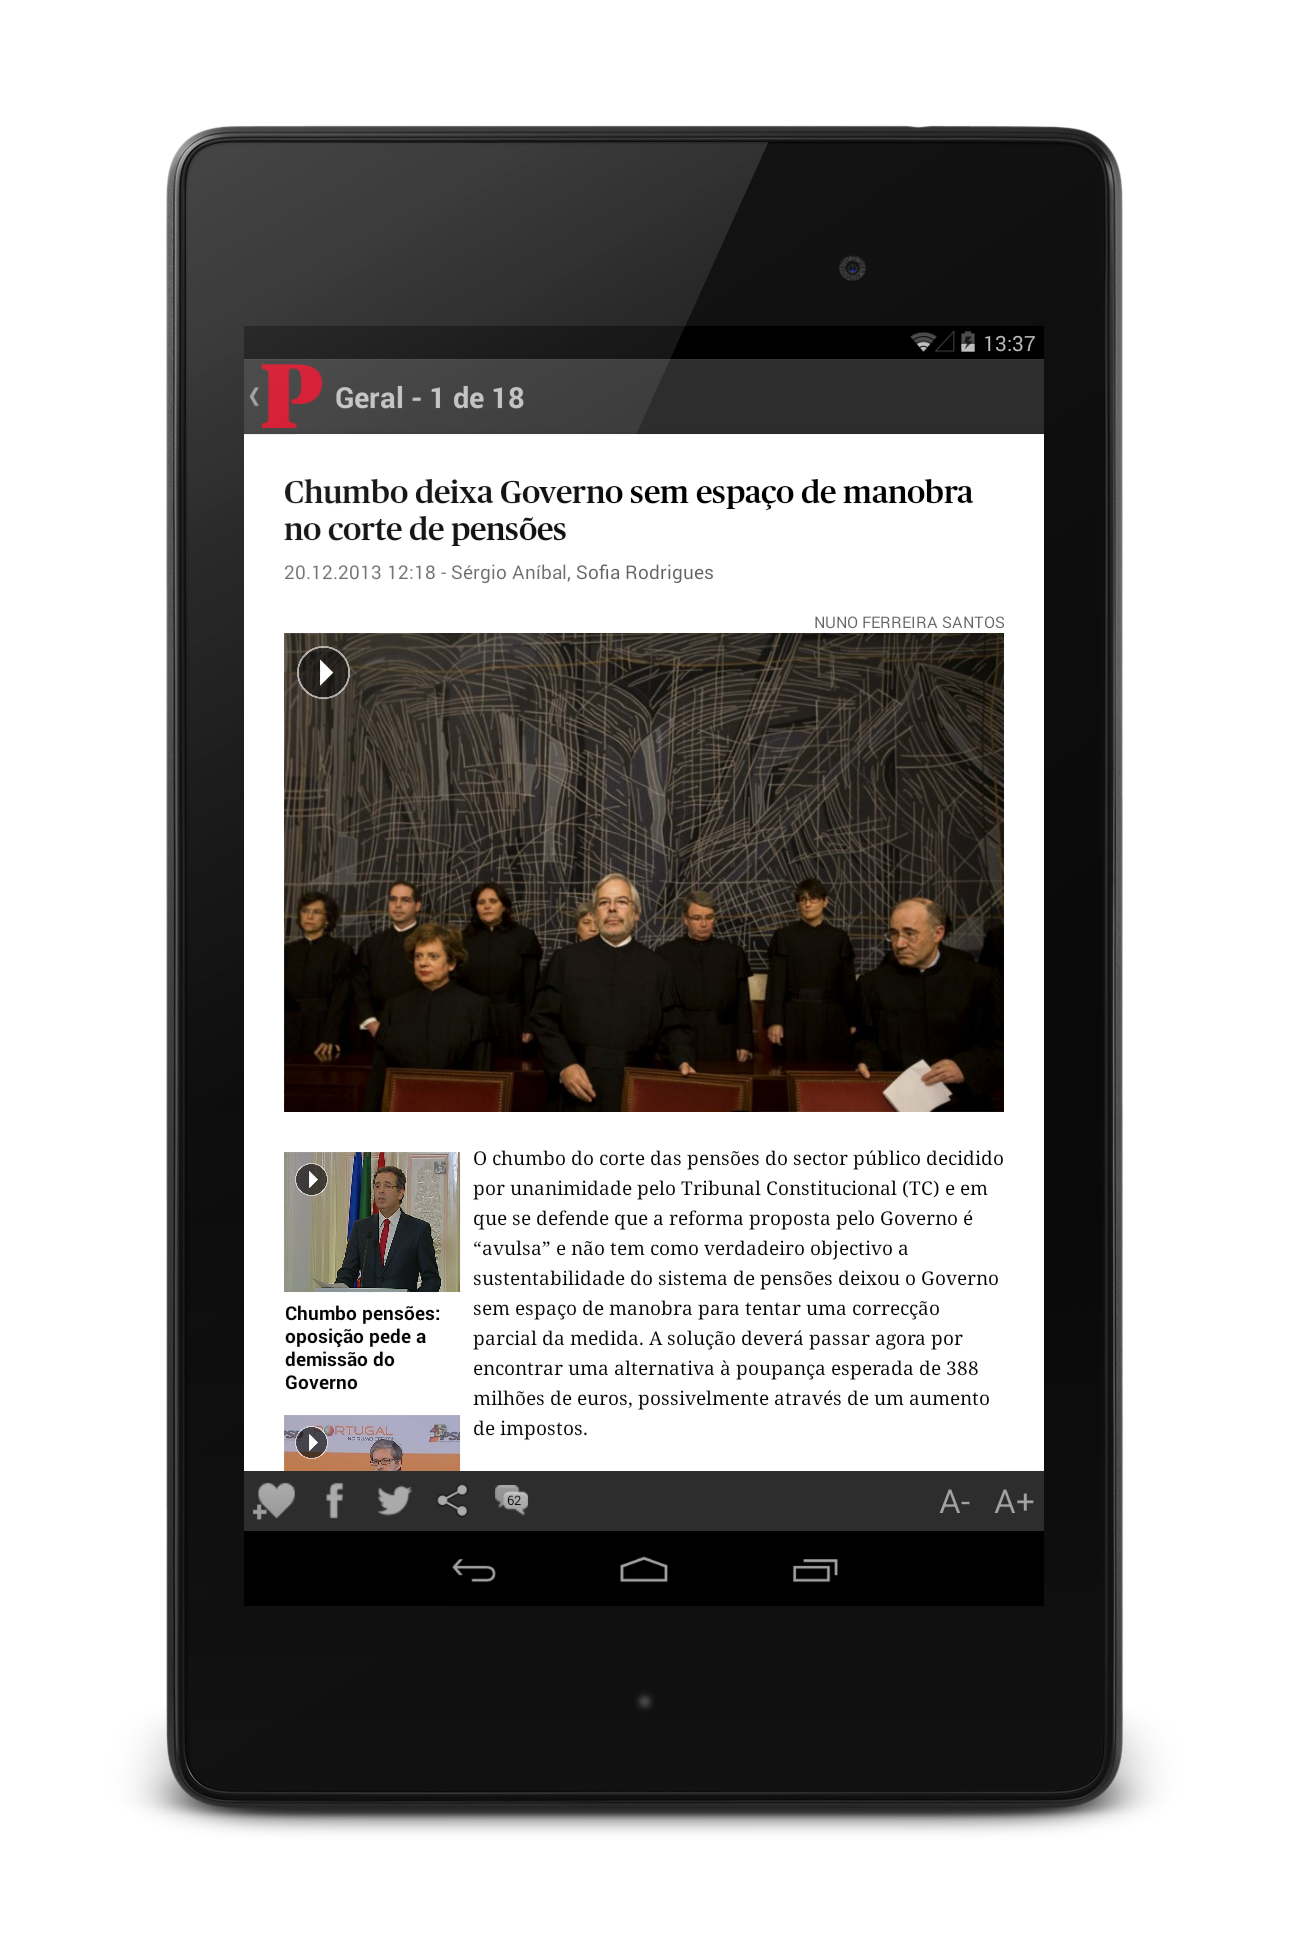 13:37
P Geral - 1 de 18
Chumbo deixa Governo sem espaço de manobra
no corte de pensões
20.12.2013 12:18 - Sérgio Aníbal, Sofia Rodrigues
NUNO FERREIRA SANTOS
Chumbo pensões:
oposição pede a
demissão do
Governo
PORTUGAL
O chumbo do corte das pensões do sector público decidido
por unanimidade pelo Tribunal Constitucional (TC) e em
que se defende que a reforma proposta pelo Governo é
“avulsa” e não tem como verdadeiro objectivo a
sustentabilidade do sistema de pensões deixou o Governo
sem espaço de manobra para tentar uma correcção
parcial da medida. A solução deverá passar agora por
encontrar uma alternativa à poupança esperada de 388
milhões de euros, possivelmente através de um aumento
de impostos.
62
A- A+